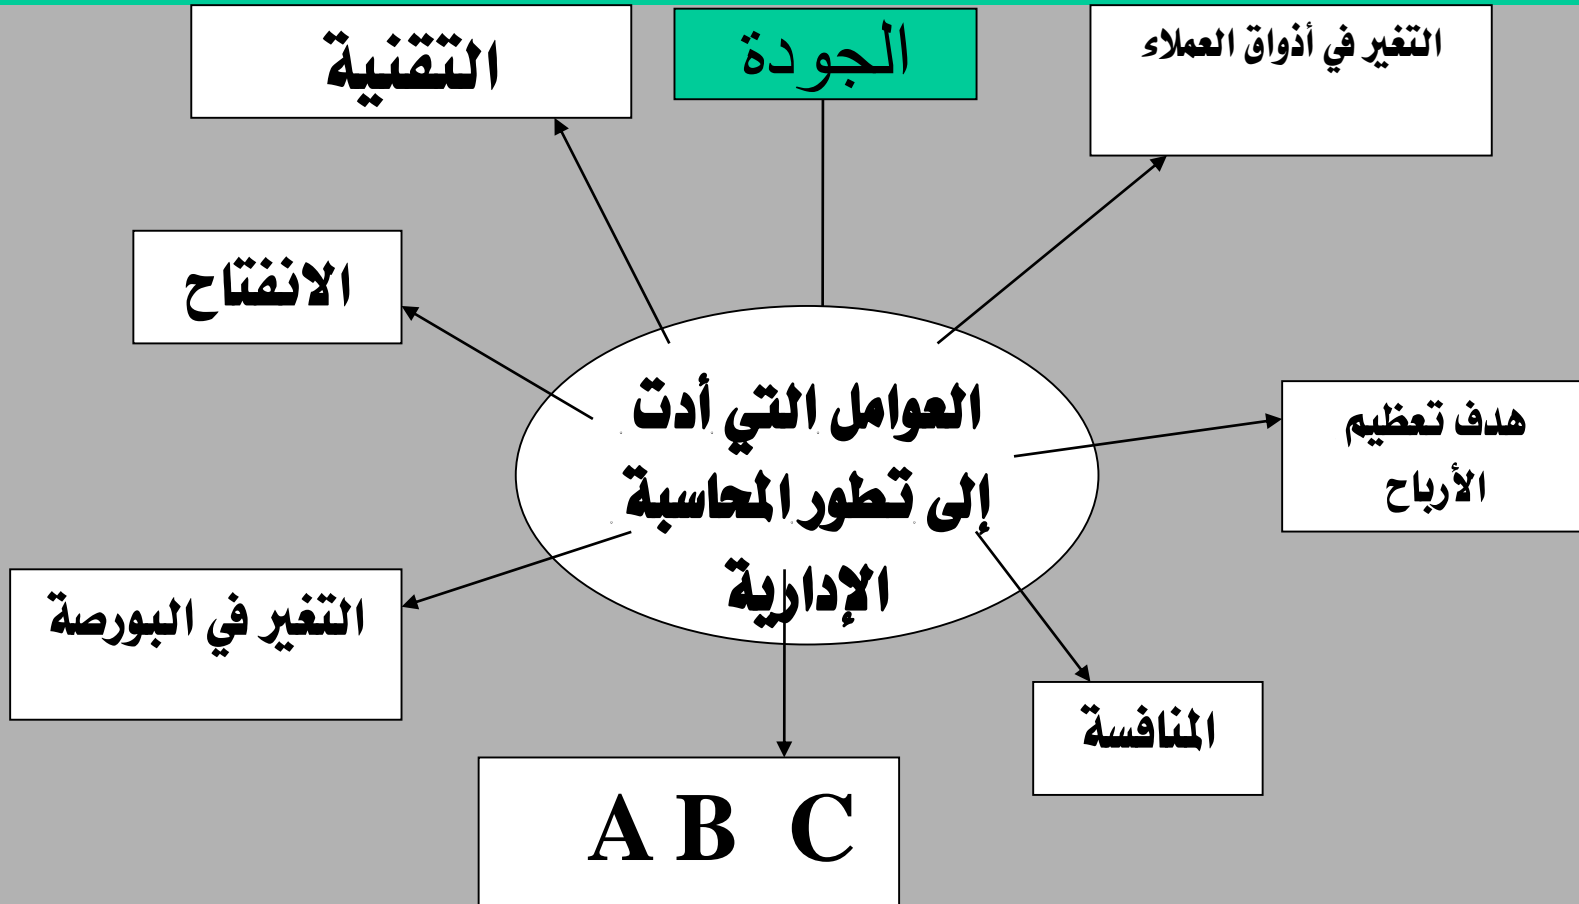 التغير في أذواق العملاء
الجودة
التقنية
الانفتاح
العوامل التي أدت
إلى تطور المحاسبة
الإدارية
هدف تعظيم
الأرباح
التغير في البورصة
المنافسة
A B C